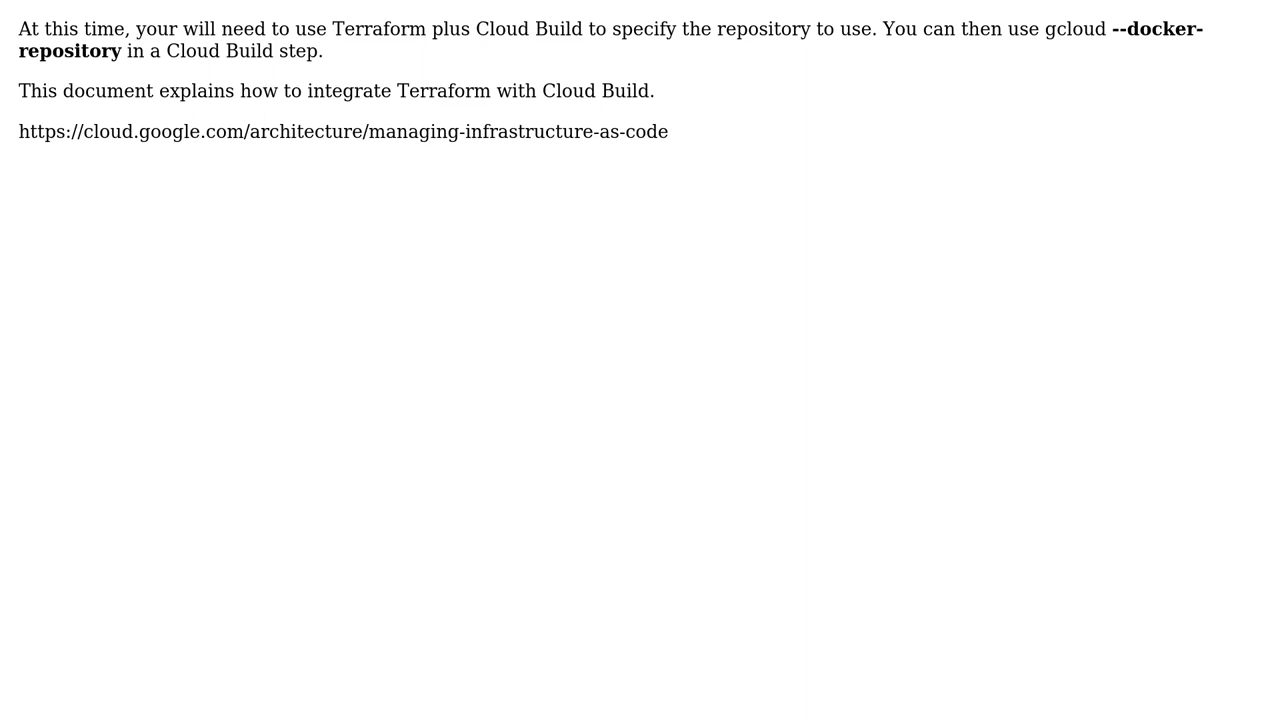 At this time, your will need to use Terraform plus Cloud Build to specify the repository to use. You can then use gcloud --docker-
repository in a Cloud Build step.
This document explains how to integrate Terraform with Cloud Build.
https://cloud.google.com/architecture/managing-infrastructure-as-code